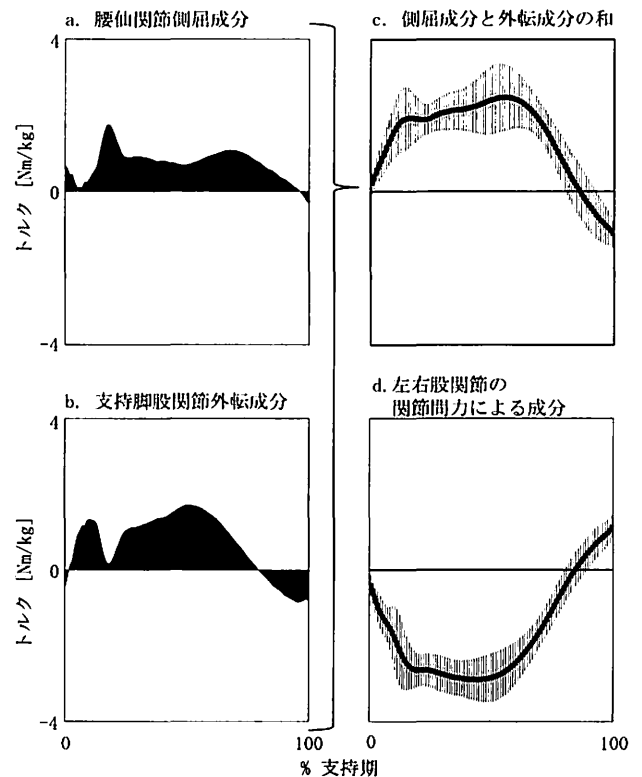 a. 腰仙関節側屈成分
4
0
-4
トルク [Nm/kg]
c. 側屈成分と外転成分の和
b. 支持脚股関節外転成分
4
0
-4
トルク [Nm/kg]
0
100
d. 左右股関節の
関節間力による成分
0
100
% 支持期